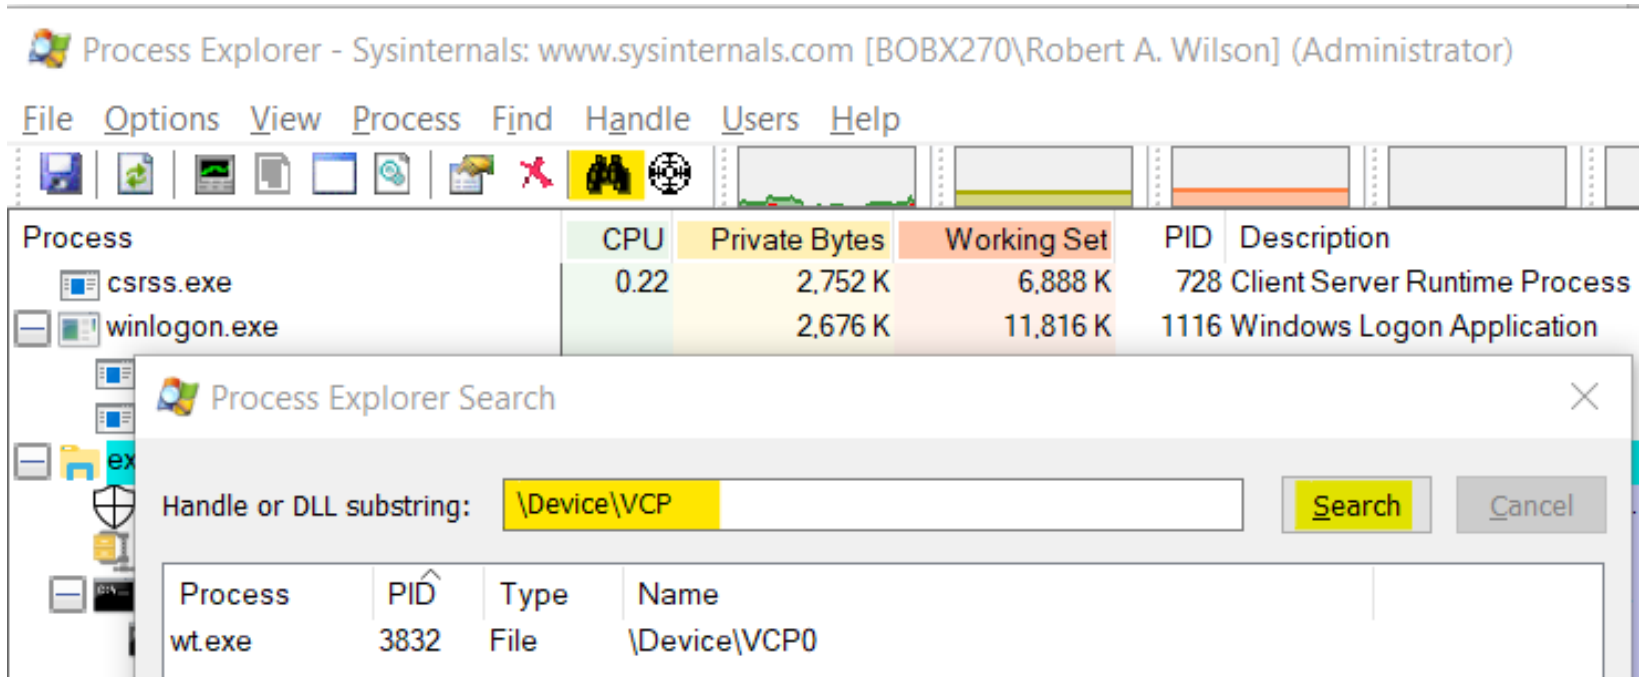 Process Explorer - Sysinternals: www.sysinternals.com [BOBX270\Robert A. Wilson] (Administrator)
File Options View Process Find Handle Users Help
Process CPU Private Bytes Working Set PID Description
csrss.exe 0.22 2,752 K 6,888 K 728 Client Server Runtime Process
winlogon.exe 2,676 K 11,816 K 1116 Windows Logon Application
Process Explorer Search
ex
Handle or DLL substring: \Device\VCP Search Cancel
Process PID Type Name
wt.exe 3832 File \Device\VCP0